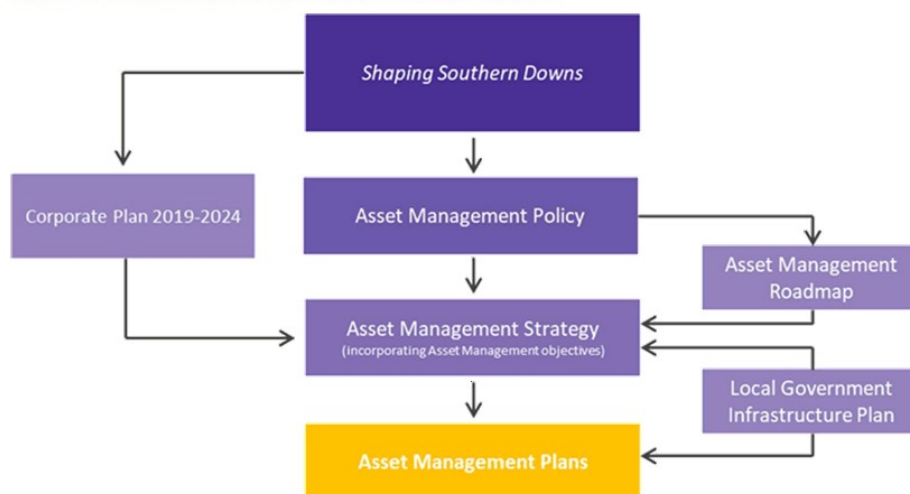 Shaping Southern Downs
Corporate Plan 2019-2024
Asset Management Policy
Asset Management
Roadmap
Asset Management Strategy
(incorporating Asset Management objectives)
Local Government
Infrastructure Plan
Asset Management Plans